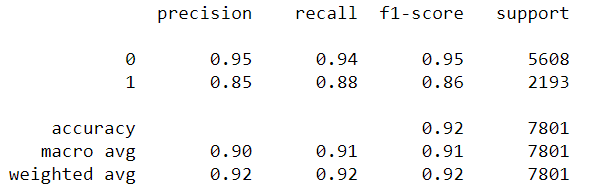 precision recall f1-score support
0 0.95 0.94 0.95 5608
1 0.85 0.88 0.86 2193
accuracy 0.92 7801
macro avg 0.90 0.91 0.91 7801
weighted avg 0.92 0.92 0.92 7801